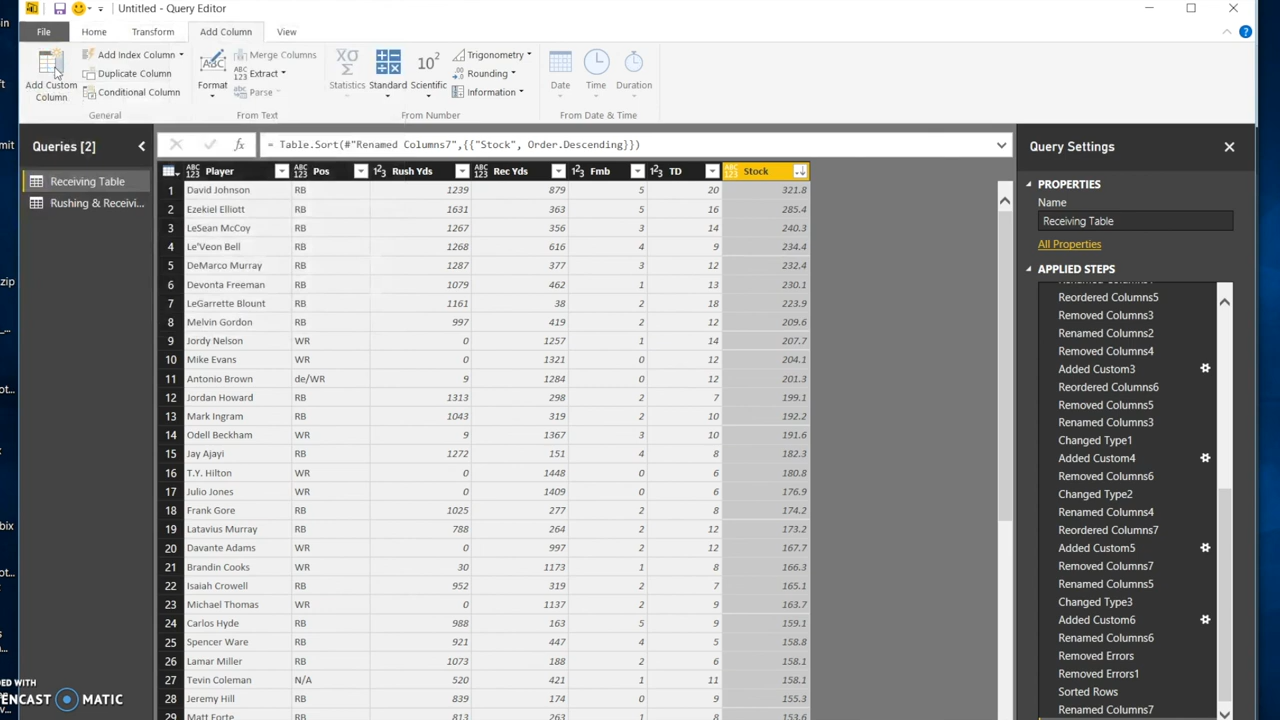 Untitled - Query Editor
File Home Transform Add Column View
Add Custom Column
Add Index Column
Duplicate Column
Conditional Column
General
Format
Merge Columns
Extract
Parse
From Text
Statistics
Standard
Scientific
Trigonometry
Rounding
Information
From Number
Date
Time
Duration
From Date & Time
Queries [2]
Receiving Table
Rushing & Receivi...
= Table.Sort(#"Renamed Columns7",{{"Stock", Order.Descending}})
Player Pos Rush Yds Rec Yds Fmb TD Stock
1 David Johnson RB 1239 879 5 20 321.8
2 Ezekiel Elliott RB 1631 363 5 16 285.4
3 LeSean McCoy RB 1267 356 3 14 240.3
4 Le'Veon Bell RB 1268 616 4 9 234.4
5 DeMarco Murray RB 1287 377 3 12 232.4
6 Devonta Freeman RB 1079 462 1 13 230.1
7 LeGarrette Blount RB 1161 38 2 18 223.9
8 Melvin Gordon RB 997 419 2 12 209.6
9 Jordy Nelson WR 0 1257 1 14 207.7
10 Mike Evans WR 0 1321 0 12 204.1
11 Antonio Brown de/WR 9 1284 0 12 201.3
12 Jordan Howard RB 1313 298 2 7 199.1
13 Mark Ingram RB 1043 319 2 10 192.2
14 Odell Beckham WR 9 1367 3 10 191.6
15 Jay Ajayi RB 1272 151 4 8 182.3
16 T.Y. Hilton WR 0 1448 0 6 180.8
17 Julio Jones WR 0 1409 0 6 176.9
18 Frank Gore RB 1025 277 2 8 174.2
19 Latavius Murray RB 788 264 2 12 173.2
20 Davante Adams WR 0 997 2 12 167.7
21 Brandin Cooks WR 30 1173 1 8 166.3
22 Isaiah Crowell RB 952 319 2 7 165.1
23 Michael Thomas WR 0 1137 2 9 163.7
24 Carlos Hyde RB 988 163 5 9 159.1
25 Spencer Ware RB 921 447 4 5 158.8
26 Lamar Miller RB 1073 188 2 6 158.1
27 Tevin Coleman N/A 520 421 1 11 158.1
28 Jeremy Hill RB 839 174 0 9 155.3
29 Matt Forte RB 813 263 1 8 153.6
Query Settings
PROPERTIES
Name
Receiving Table
All Properties
APPLIED STEPS
Reordered Columns5
Removed Columns3
Renamed Columns2
Removed Columns4
Added Custom3
Reordered Columns6
Removed Columns5
Renamed Columns3
Changed Type1
Added Custom4
Removed Columns6
Changed Type2
Renamed Columns4
Reordered Columns7
Added Custom5
Removed Columns7
Renamed Columns5
Changed Type3
Added Custom6
Renamed Columns6
Removed Errors
Removed Errors1
Sorted Rows
Renamed Columns7